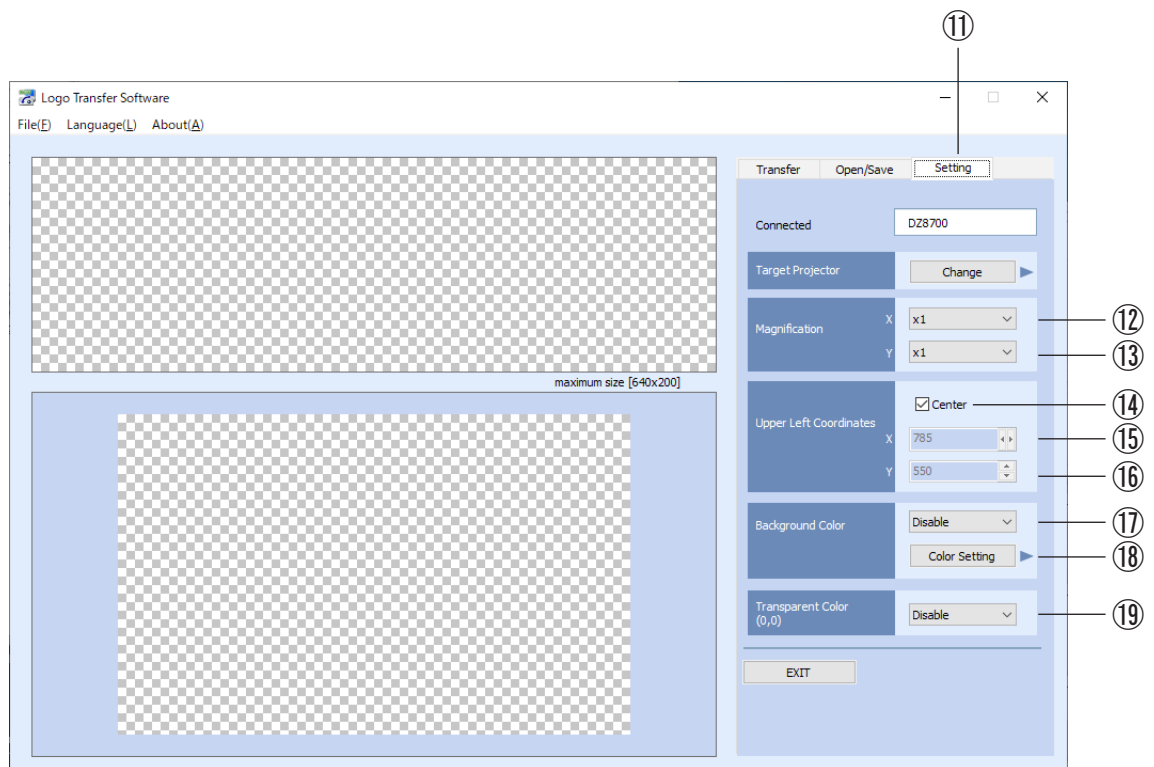 ⑪
Logo Transfer Software
File(F) Language(L) About(A)
Transfer Open/Save Setting
Connected DZ8700
Target Projector Change
Magnification X x1 ⑫
Y x1 ⑬
maximum size [640x200]
Center ⑭
Upper Left Coordinates
X 785 ⑮
Y 550 ⑯
Background Color Disable ⑰
Color Setting ⑱
Transparent Color
(0,0) Disable ⑲
EXIT